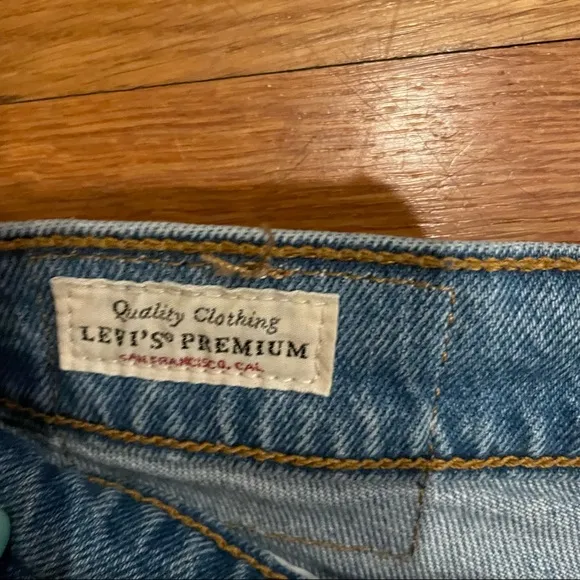 Quality Clothing
LEVI'S® PREMIUM
SAN FRANCISCO. CAL